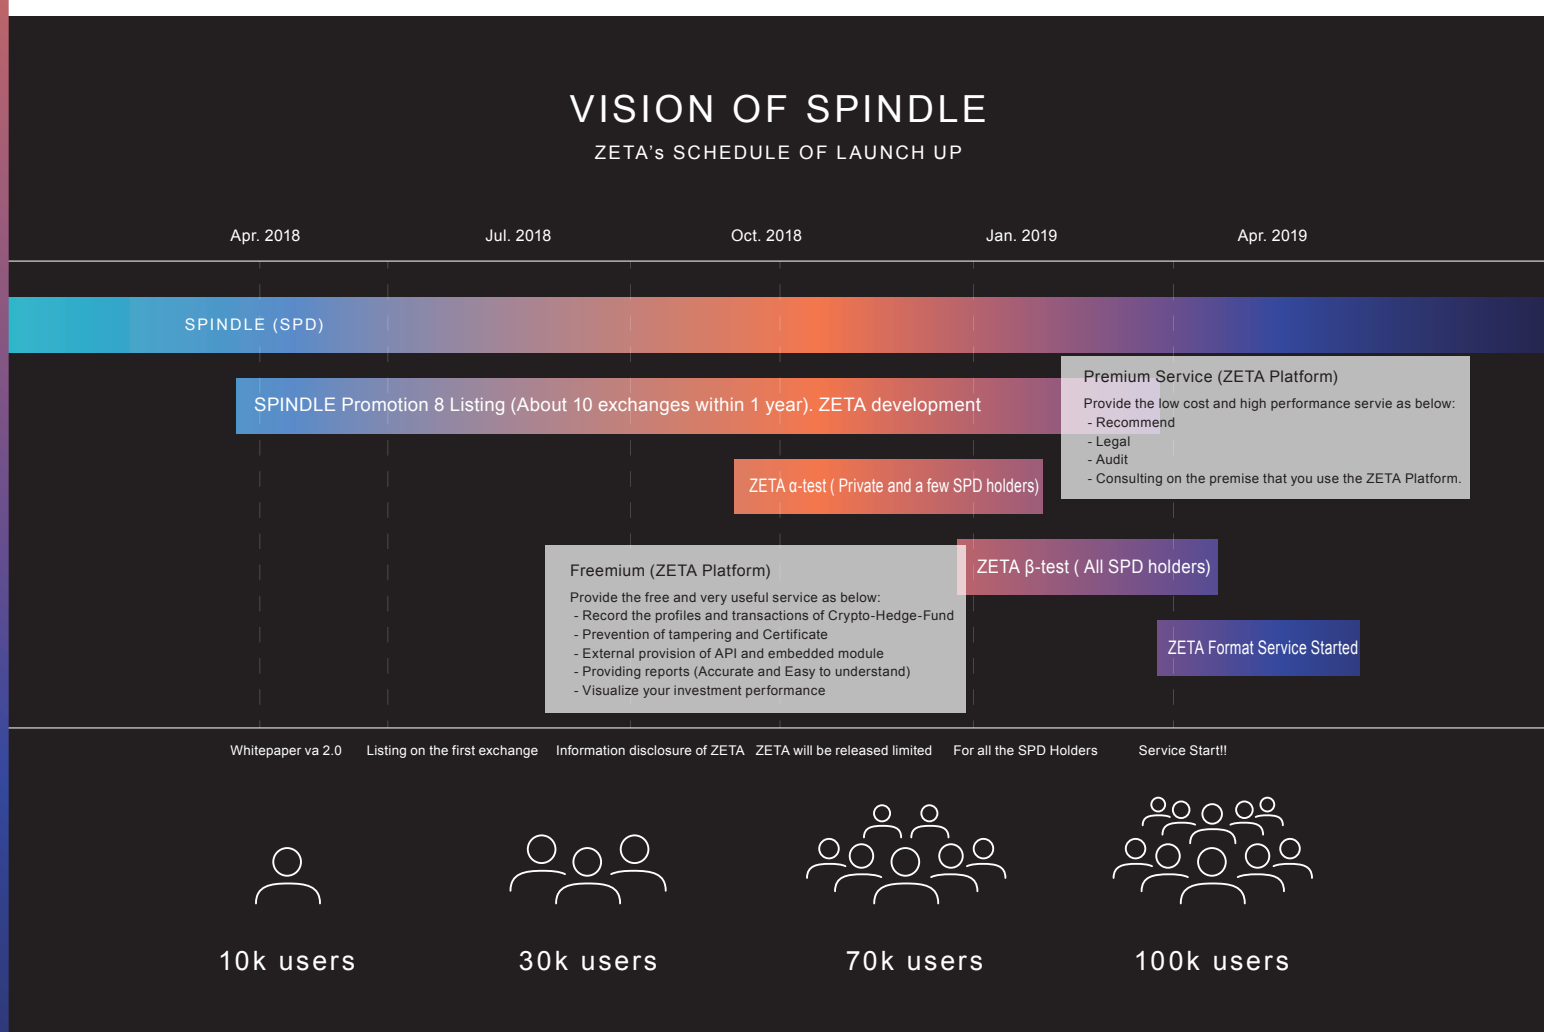 VISION OF SPINDLE
ZETA's SCHEDULE OF LAUNCH UP
Apr. 2018
Jul. 2018
Oct. 2018
Jan. 2019
Apr. 2019
SPINDLE (SPD)
SPINDLE Promotion 8 Listing (About 10 exchanges within 1 year). ZETA development
Premium Service (ZETA Platform)
Provide the low cost and high performance servie as below:
- Recommend
- Legal
- Audit
- Consulting on the premise that you use the ZETA Platform.
ZETA α-test ( Private and a few SPD holders)
ZETA β-test ( All SPD holders)
Freemium (ZETA Platform)
Provide the free and very useful service as below:
- Record the profiles and transactions of Crypto-Hedge-Fund
- Prevention of tampering and Certificate
- External provision of API and embedded module
- Providing reports (Accurate and Easy to understand)
- Visualize your investment performance
ZETA Format Service Started
Whitepaper va 2.0
Listing on the first exchange
Information disclosure of ZETA
ZETA will be released limited
For all the SPD Holders
Service Start!!
10k users
30k users
70k users
100k users